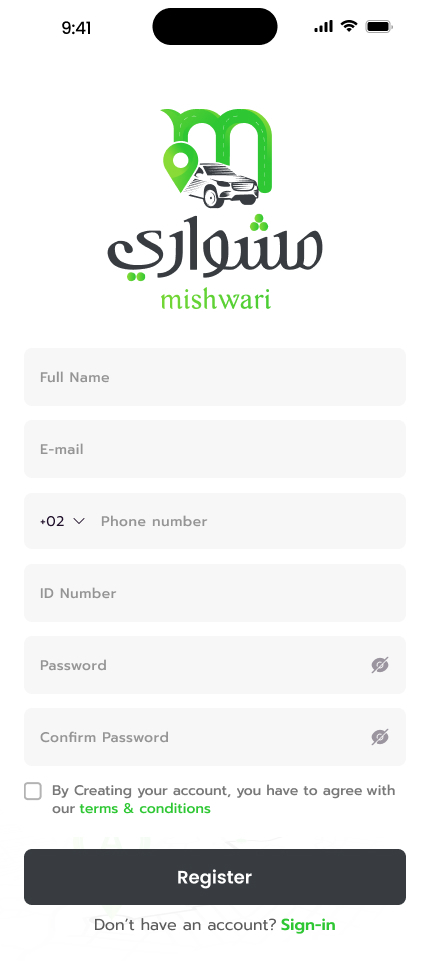 9:41
مشواري
mishwari
Full Name
E-mail
+02 Phone number
ID Number
Password
Confirm Password
By Creating your account, you have to agree with
our terms & conditions
Register
Don’t have an account? Sign-in